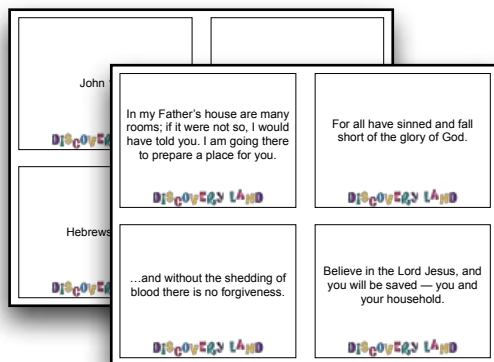 John
DISCOVER
Hebrews
DISCOVER
In my Father's house are many
rooms; if it were not so, I would
have told you. I am going there
to prepare a place for you.
DISCOVERY LAND
For all have sinned and fall
short of the glory of God.
DISCOVERY LAND
…and without the shedding of
blood there is no forgiveness.
DISCOVERY LAND
Believe in the Lord Jesus, and
you will be saved — you and
your household.
DISCOVERY LAND